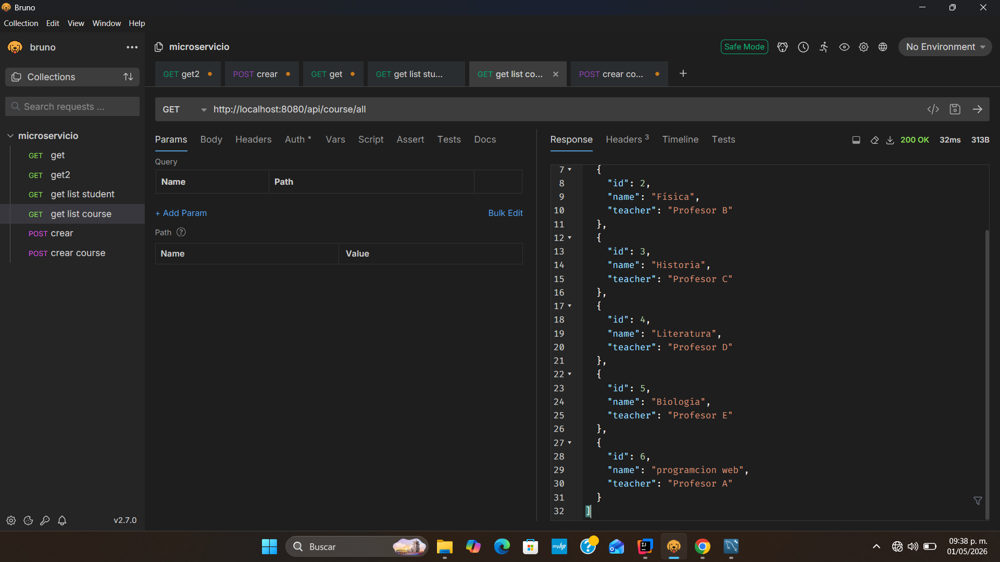 Bruno
Collection Edit View Window Help
bruno
microservicio
Safe Mode
No Environment
Collections
GET get2
POST crear
GET get
GET get list stu...
GET get list co...
POST crear co...
Search requests ...
GET
http://localhost:8080/api/course/all
microservicio
GET get
GET get2
GET get list student
GET get list course
POST crear
POST crear course
Params Body Headers Auth Vars Script Assert Tests Docs
Query
Name Path
+ Add Param
Bulk Edit
Path ?
Name Value
Response Headers 3 Timeline Tests
200 OK 32ms 313B
7 {
8 "id": 2,
9 "name": "Física",
10 "teacher": "Profesor B"
11 },
12 {
13 "id": 3,
14 "name": "Historia",
15 "teacher": "Profesor C"
16 },
17 {
18 "id": 4,
19 "name": "Literatura",
20 "teacher": "Profesor D"
21 },
22 {
23 "id": 5,
24 "name": "Biología",
25 "teacher": "Profesor E"
26 },
27 {
28 "id": 6,
29 "name": "programcion web",
30 "teacher": "Profesor A"
31 }
32 ]
v2.7.0
Buscar
myhp
IJ
09:38 p. m.
01/05/2026